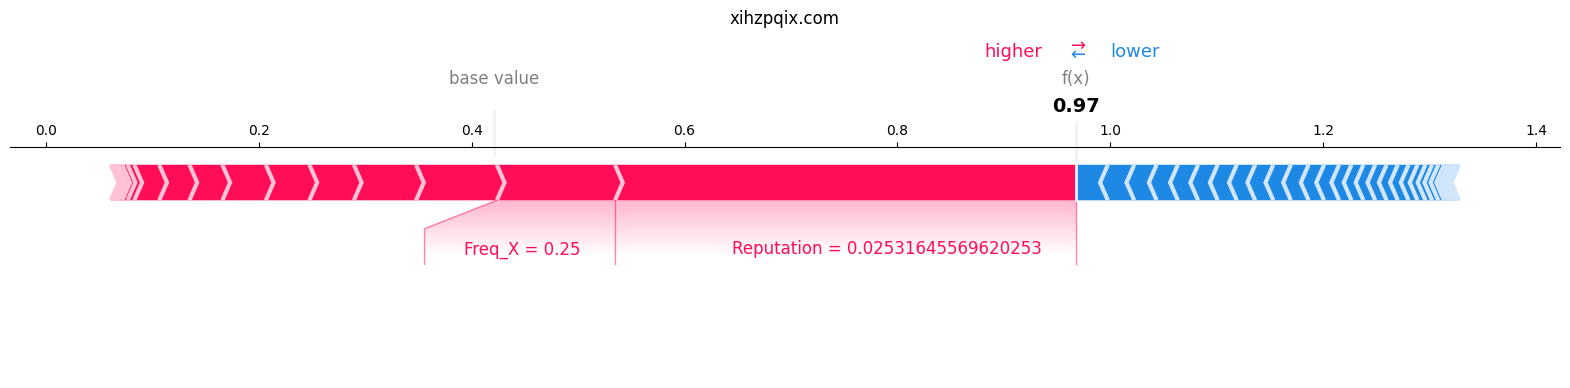 xihzpqix.com
higher ⇄ lower
base value
f(x)
0.97
0.0 0.2 0.4 0.6 0.8 1.0 1.2 1.4
Freq_X = 0.25
Reputation = 0.02531645569620253